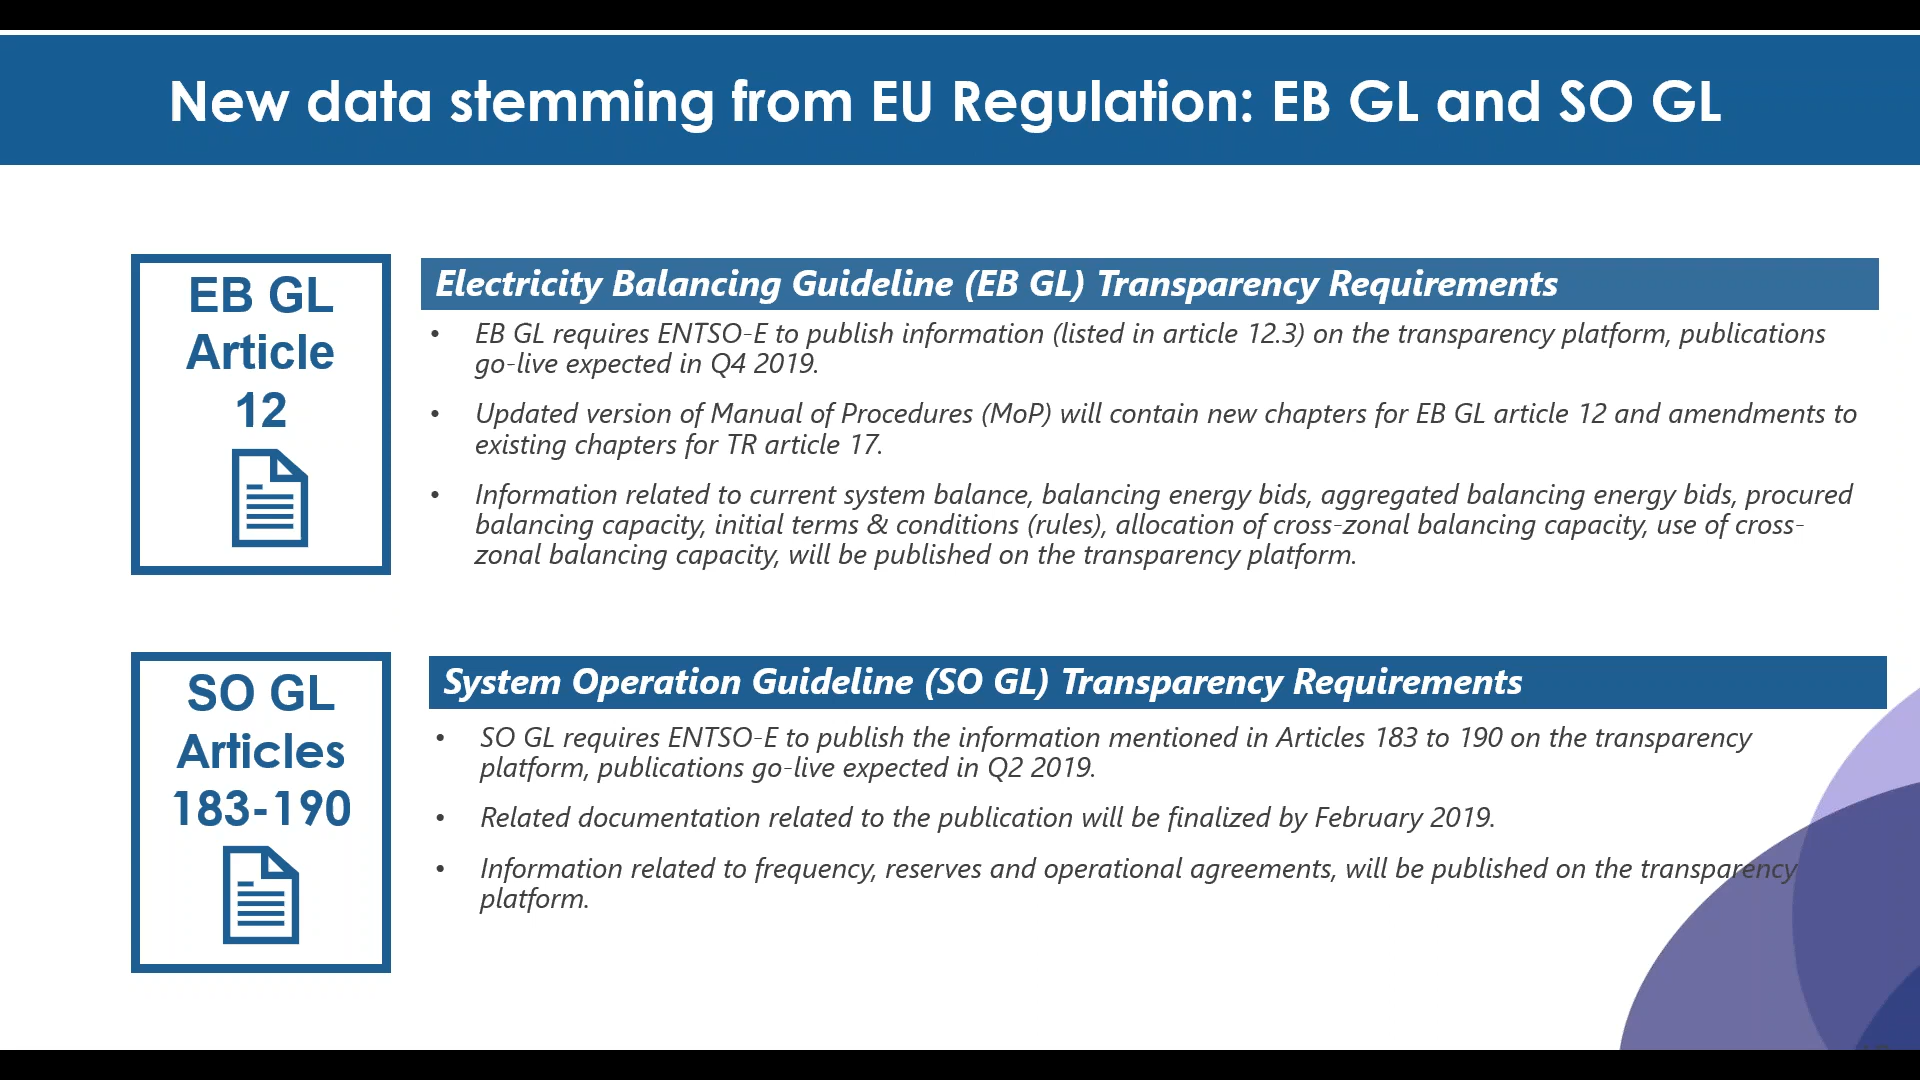 New data stemming from EU Regulation: EB GL and SO GL
EB GL
Article
12
Electricity Balancing Guideline (EB GL) Transparency Requirements
• EB GL requires ENTSO-E to publish information (listed in article 12.3) on the transparency platform, publications
go-live expected in Q4 2019.
• Updated version of Manual of Procedures (MoP) will contain new chapters for EB GL article 12 and amendments to
existing chapters for TR article 17.
• Information related to current system balance, balancing energy bids, aggregated balancing energy bids, procured
balancing capacity, initial terms & conditions (rules), allocation of cross-zonal balancing capacity, use of cross-
zonal balancing capacity, will be published on the transparency platform.
SO GL
Articles
183-190
System Operation Guideline (SO GL) Transparency Requirements
• SO GL requires ENTSO-E to publish the information mentioned in Articles 183 to 190 on the transparency
platform, publications go-live expected in Q2 2019.
• Related documentation related to the publication will be finalized by February 2019.
• Information related to frequency, reserves and operational agreements, will be published on the transparency
platform.